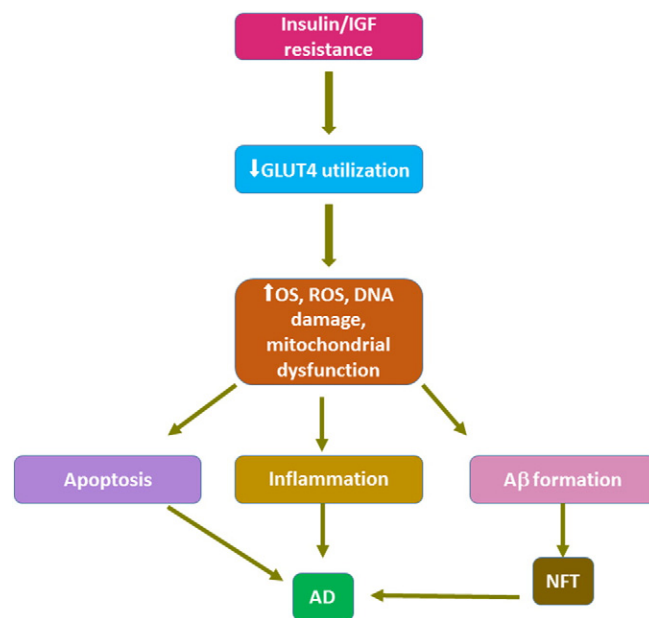 Insulin/IGF
resistance
⬇GLUT4 utilization
⬆OS, ROS, DNA
damage,
mitochondrial
dysfunction
Apoptosis
Inflammation
Aβ formation
NFT
AD